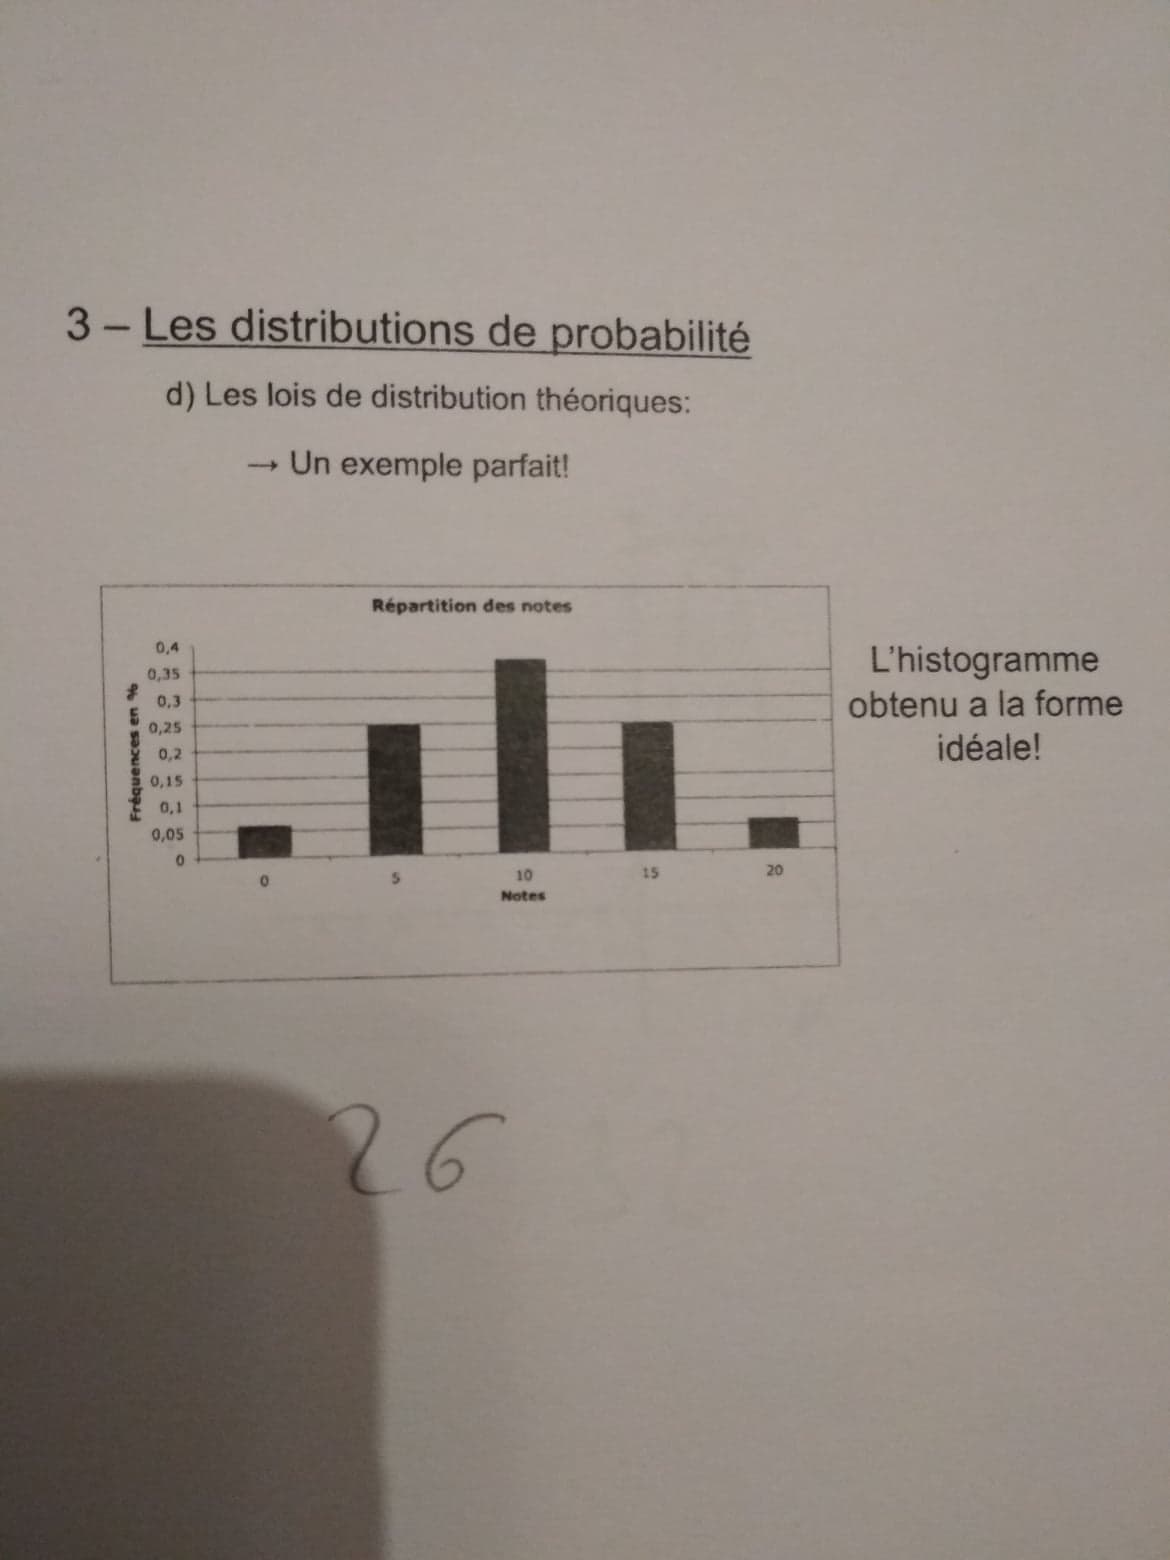 3 – Les distributions de probabilité
d) Les lois de distribution théoriques:
→ Un exemple parfait!
Répartition des notes
Fréquences en %
0,4
0,35
0,3
0,25
0,2
0,15
0,1
0,05
0
0 5 10 15 20
Notes
L'histogramme
obtenu a la forme
idéale!
26